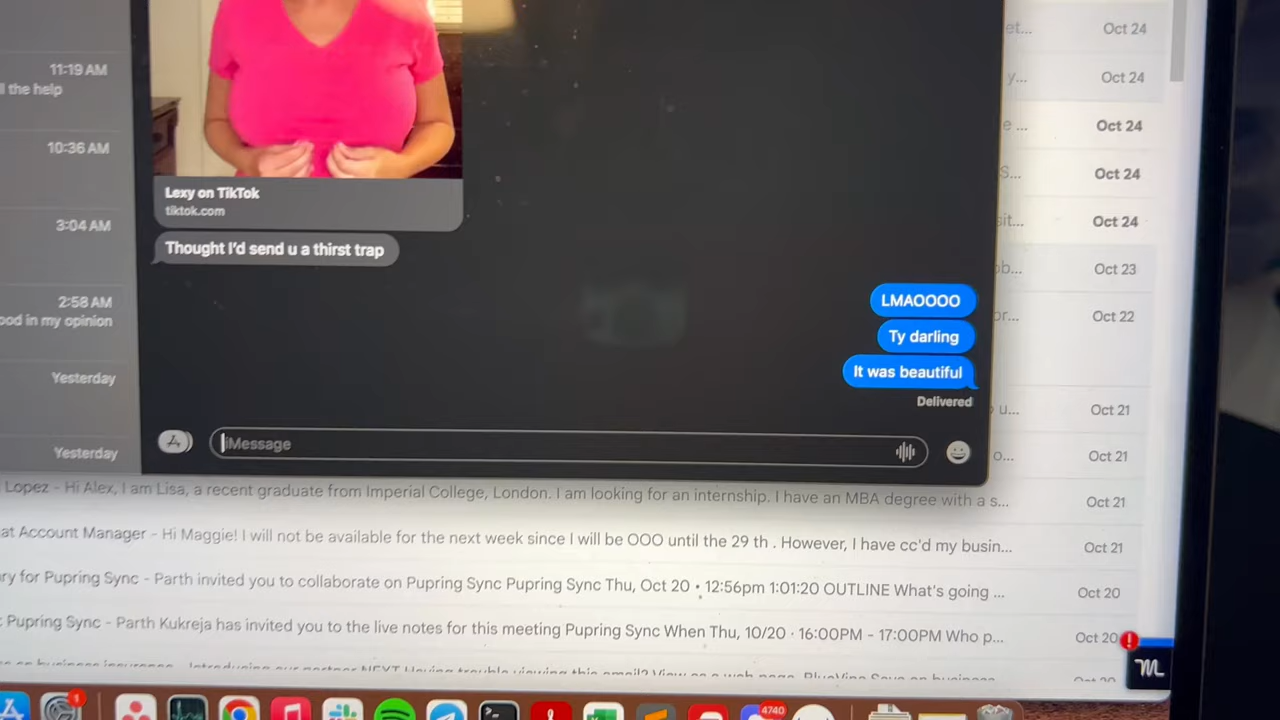 et...
Oct 24
11:19 AM
y...
Oct 24
l the help
e ...
Oct 24
10:36 AM
S...
Oct 24
Lexy on TikTok
tiktok.com
3:04 AM
sit...
Oct 24
Thought I'd send u a thirst trap
ob...
Oct 23
2:58 AM
ood in my opinion
LMAOOOO
or...
Oct 22
Ty darling
It was beautiful
Yesterday
Delivered
u...
Oct 21
iMessage
Yesterday
o...
Oct 21
Lopez - Hi Alex, I am Lisa, a recent graduate from Imperial College, London. I am looking for an internship. I have an MBA degree with a s...
Oct 21
at Account Manager - Hi Maggie! I will not be available for the next week since I will be OOO until the 29 th . However, I have cc'd my busin...
Oct 21
ry for Pupring Sync - Parth invited you to collaborate on Pupring Sync Pupring Sync Thu, Oct 20 • 12:56pm 1:01:20 OUTLINE What's going ...
Oct 20
: Pupring Sync - Parth Kukreja has invited you to the live notes for this meeting Pupring Sync When Thu, 10/20 · 16:00PM - 17:00PM Who p...
Oct 20
1
4740